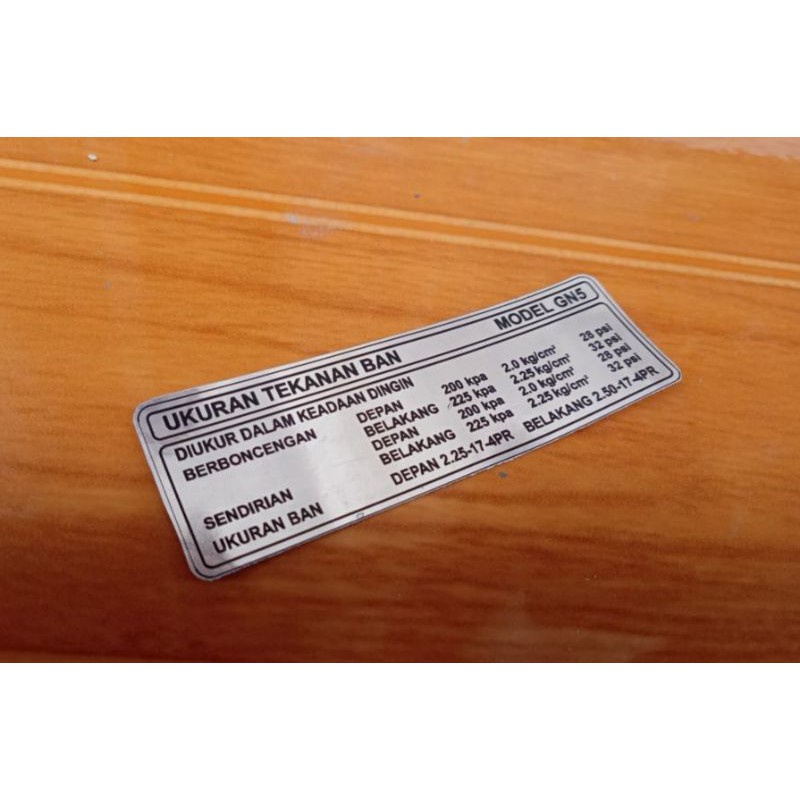 UKURAN TEKANAN BAN MODEL GN5
DIUKUR DALAM KEADAAN DINGIN
BERBONCENGAN DEPAN 200 kpa 2.0 kg/cm² 28 psi
BELAKANG 225 kpa 2.25 kg/cm² 32 psi
SENDIRIAN DEPAN 200 kpa 2.0 kg/cm² 28 psi
BELAKANG 225 kpa 2.25 kg/cm² 32 psi
UKURAN BAN DEPAN 2.25-17-4PR BELAKANG 2.50-17-4PR